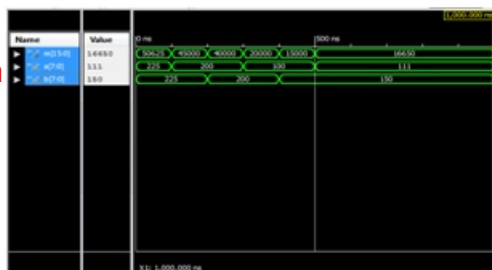 1,000.000 ns
Name Value 0 ns 500 ns
m[15:0] 16650 50625 45000 40000 20000 15000 16650
a[7:0] 111 225 200 100 111
b[7:0] 150 225 200 150
X1: 1,000.000 ns